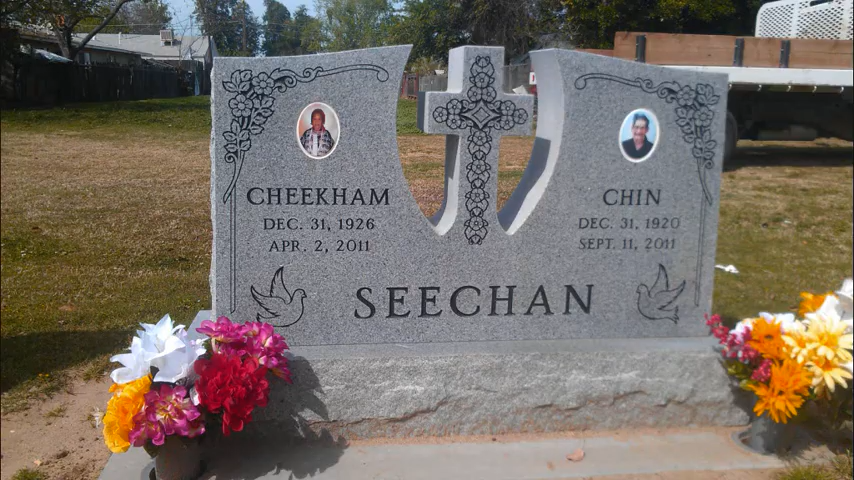 CHEEKHAM
DEC. 31, 1926
APR. 2, 2011
CHIN
DEC. 31, 1920
SEPT. 11, 2011
SEECHAN